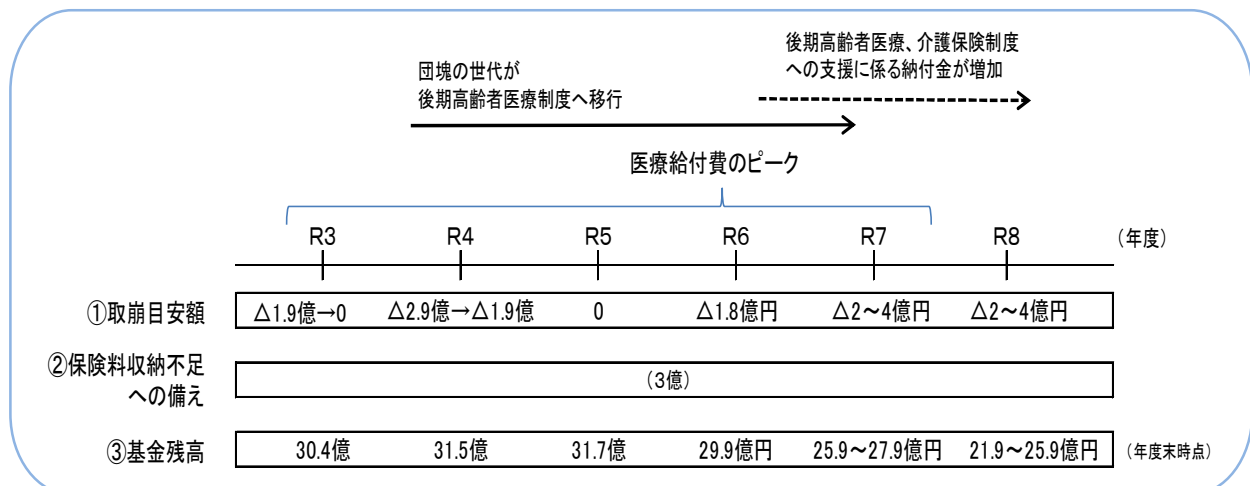 後期高齢者医療、介護保険制度
への支援に係る納付金が増加
団塊の世代が
後期高齢者医療制度へ移行
医療給付費のピーク
R3 R4 R5 R6 R7 R8 （年度）
①取崩目安額 △1.9億→0 △2.9億→△1.9億 0 △1.8億円 △2～4億円 △2～4億円
②保険料収納不足
への備え
（3億）
③基金残高 30.4億 31.5億 31.7億 29.9億円 25.9～27.9億円 21.9～25.9億円 （年度末時点）